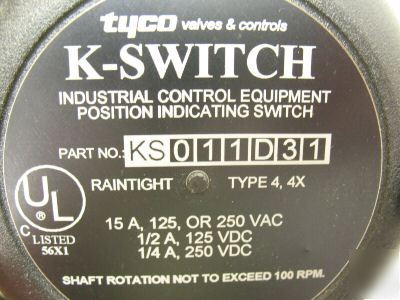 tyco valves & controls
K-SWITCH
INDUSTRIAL CONTROL EQUIPMENT
POSITION INDICATING SWITCH
PART NO.: KS011D31
RAINTIGHT TYPE 4, 4X
UL
®
C LISTED
56X1
15 A, 125, OR 250 VAC
1/2 A, 125 VDC
1/4 A, 250 VDC
SHAFT ROTATION NOT TO EXCEED 100 RPM.